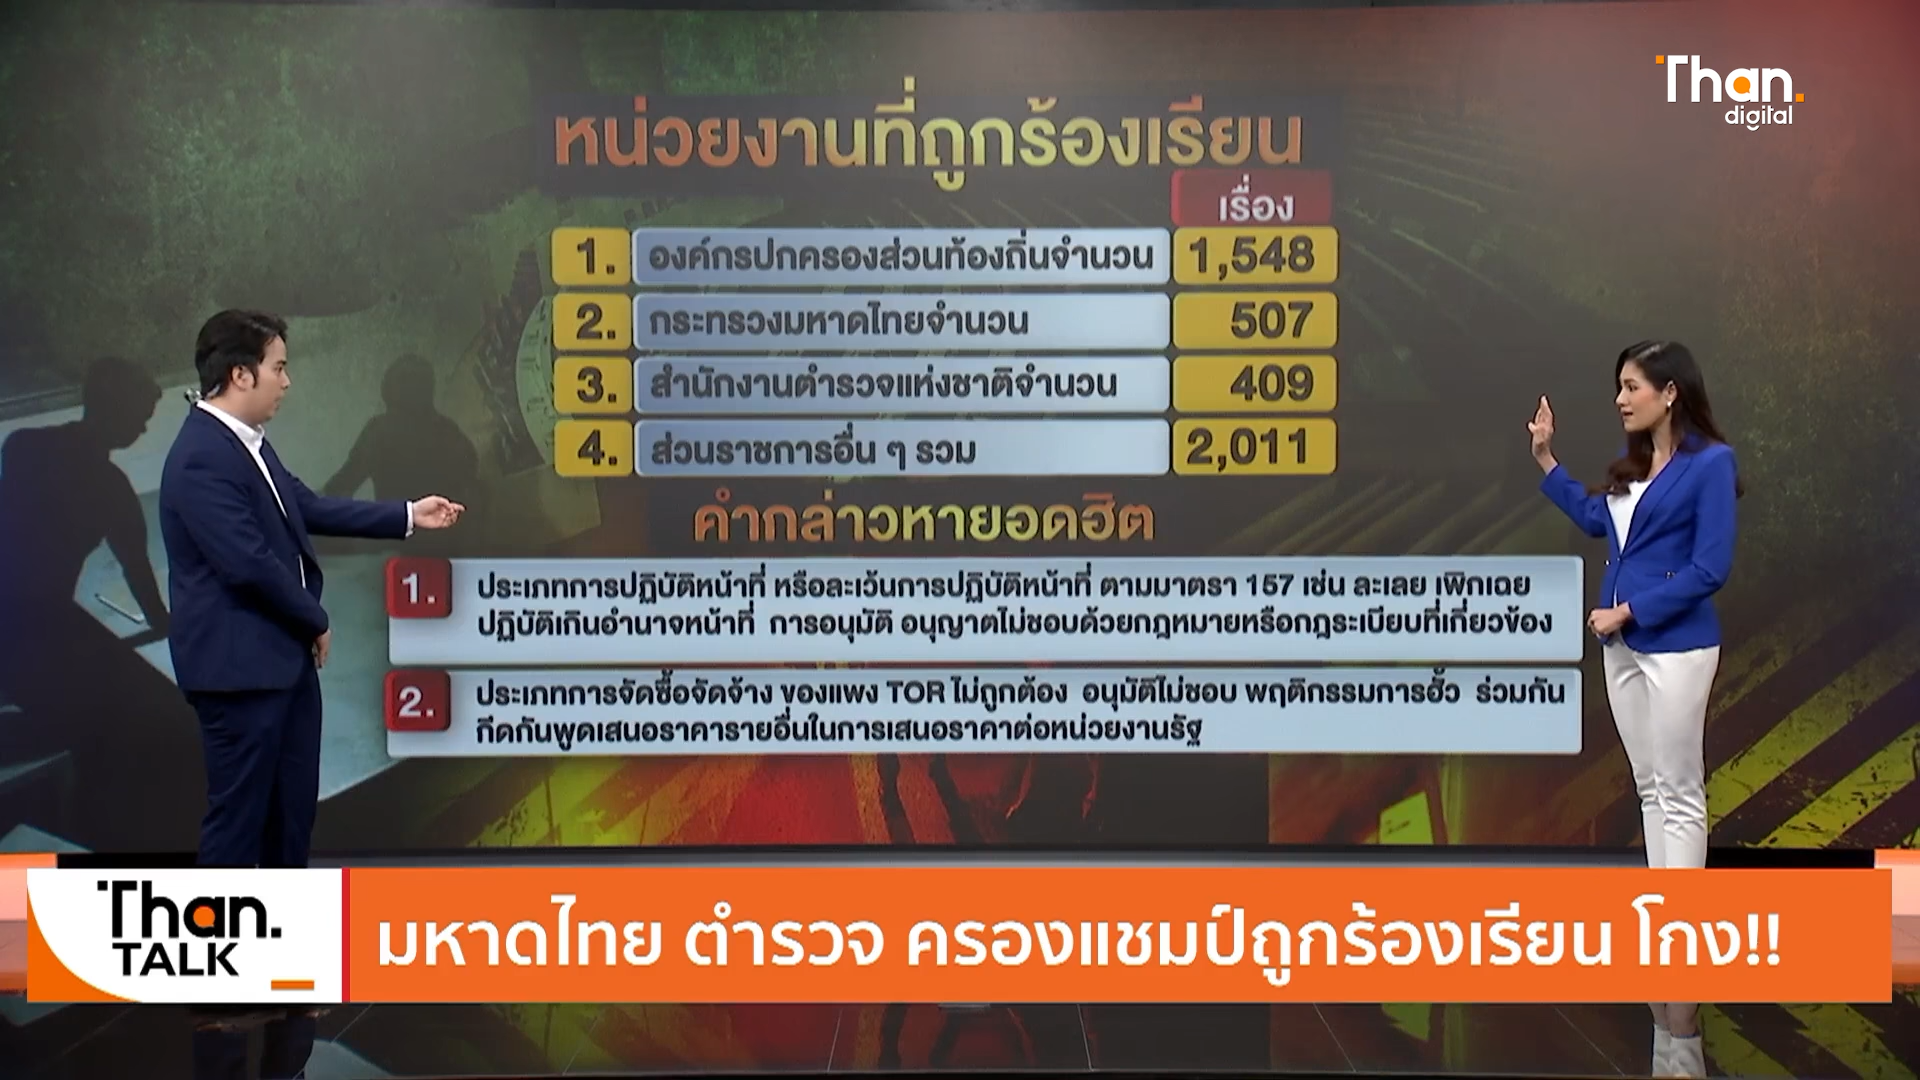 Than.
digital
หน่วยงานที่ถูกร้องเรียน
เรื่อง
1. องค์กรปกครองส่วนท้องถิ่นจำนวน 1,548
2. กระทรวงมหาดไทยจำนวน 507
3. สำนักงานตำรวจแห่งชาติจำนวน 409
4. ส่วนราชการอื่น ๆ รวม 2,011
คำกล่าวหายอดฮิต
1. ประเภทการปฏิบัติหน้าที่ หรือละเว้นการปฏิบัติหน้าที่ ตามมาตรา 157 เช่น ละเลย เพิกเฉย
ปฏิบัติเกินอำนาจหน้าที่ การอนุมัติ อนุญาตไม่ชอบด้วยกฎหมายหรือกฎระเบียบที่เกี่ยวข้อง
2. ประเภทการจัดซื้อจัดจ้าง ของแพง TOR ไม่ถูกต้อง อนุมัติไม่ชอบ พฤติกรรมการฮั้ว ร่วมกัน
กีดกันพูดเสนอราคารายอื่นในการเสนอราคาต่อหน่วยงานรัฐ
Than.
TALK
มหาดไทย ตำรวจ ครองแชมป์ถูกร้องเรียน โกง!!